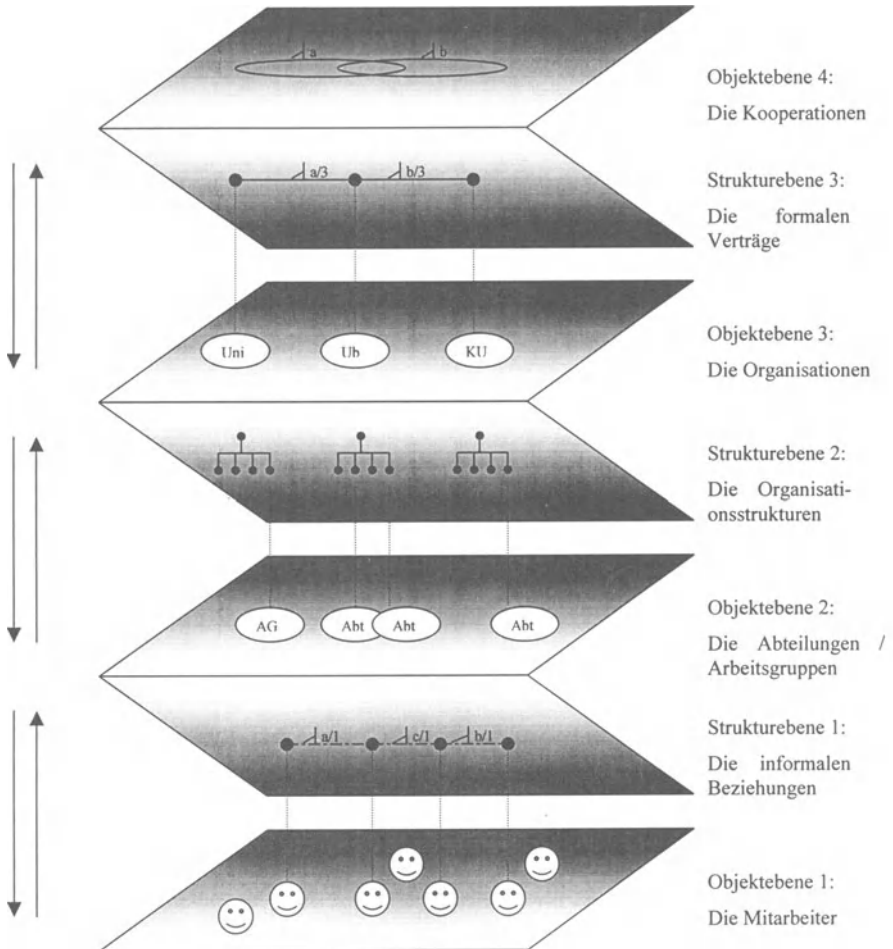 a b
Objektebene 4:
Die Kooperationen
a/3 b/3
Strukturebene 3:
Die formalen
Verträge
Uni Ub KU
Objektebene 3:
Die Organisationen
Strukturebene 2:
Die Organisati-
onsstrukturen
AG Abt Abt Abt
Objektebene 2:
Die Abteilungen /
Arbeitsgruppen
a/1 c/1 b/1
Strukturebene 1:
Die informalen
Beziehungen
Objektebene 1:
Die Mitarbeiter